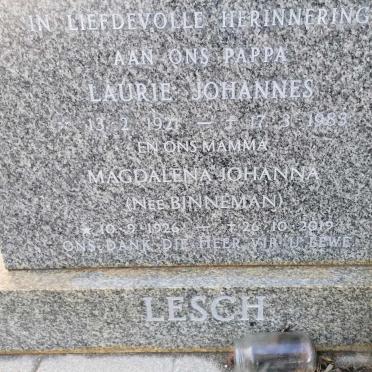 IN LIEFDEVOLLE HERINNERING
AAN ONS PAPPA
LAURIE JOHANNES
* 13. 2. 1921 — † 17. 3. 1983
EN ONS MAMMA
MAGDALENA JOHANNA
(NEE BINNEMAN)
* 10. 9. 1926 — † 26. 10. 2019
ONS DANK DIE HEER VIR U LEWE
LESCH